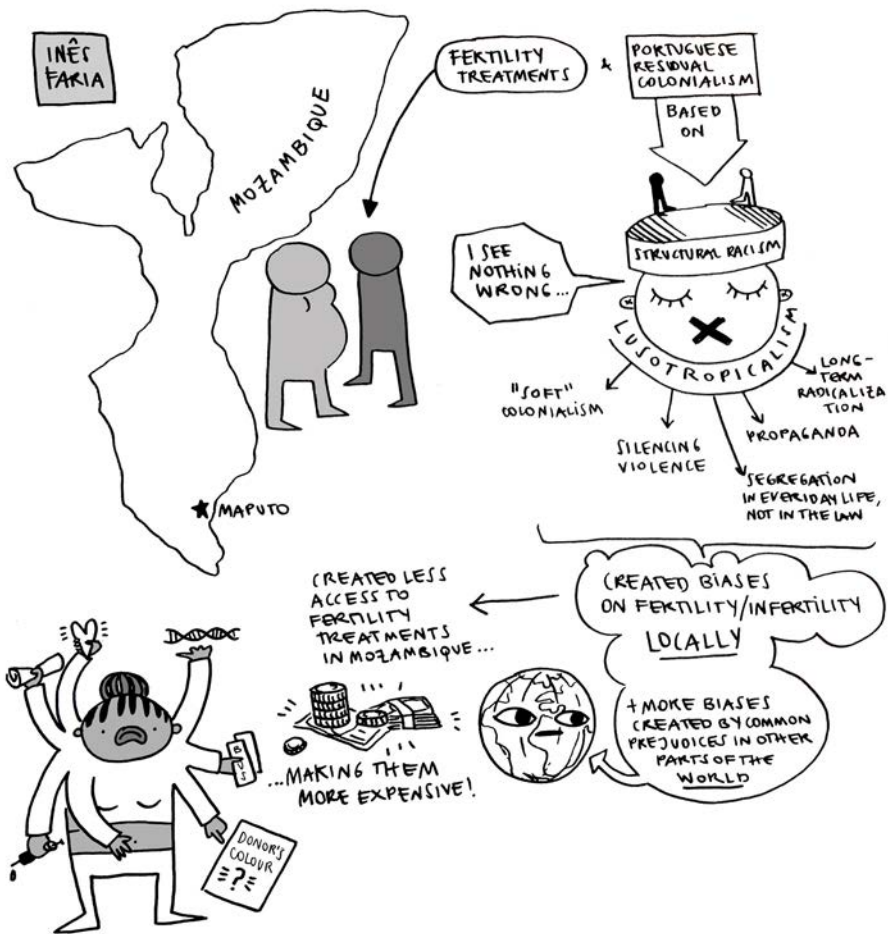 INÊS
FARIA
MOZAMBIQUE
FERTILITY
TREATMENTS
&
PORTUGUESE
RESIDUAL
COLONIALISM
BASED
ON
STRUCTURAL RACISM
I SEE
NOTHING
WRONG...
LUSOTROPICALISM
"SOFT"
COLONIALISM
SILENCING
VIOLENCE
SEGREGATION
IN EVERIDAY LIFE,
NOT IN THE LAW
PROPAGANDA
LONG-
TERM
RADICALIZA
TION
MAPUTO
CREATED BIASES
ON FERTILITY/INFERTILITY
LOCALLY
+ MORE BIASES
CREATED BY COMMON
PREJUDICES IN OTHER
PARTS OF THE
WORLD
CREATED LESS
ACCESS TO
FERTILITY
TREATMENTS
IN MOZAMBIQUE...
...MAKING THEM
MORE EXPENSIVE!
BUS
DONOR'S
COLOUR
?